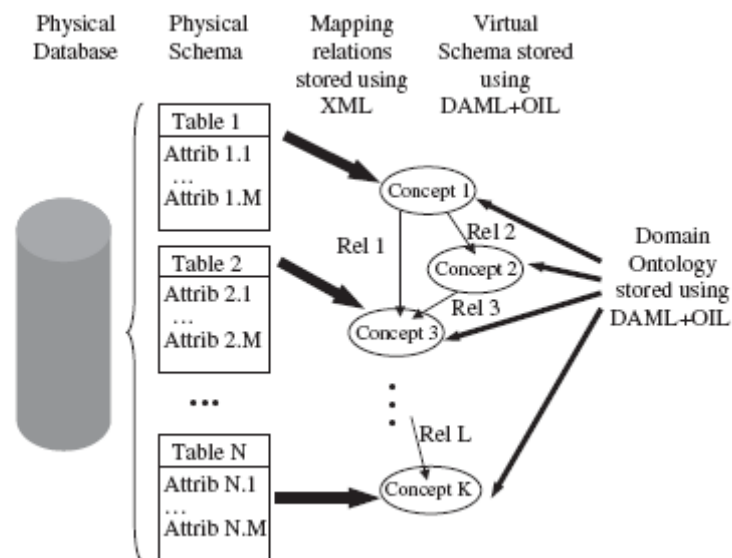 Physical
Database
Physical
Schema
Mapping
relations
stored using
XML
Virtual
Schema stored
using
DAML+OIL
Table 1
Attrib 1.1
...
Attrib 1.M
Table 2
Attrib 2.1
...
Attrib 2.M
...
Table N
Attrib N.1
...
Attrib N.M
Concept 1
Rel 1
Rel 2
Concept 2
Rel 3
Concept 3
Rel L
Concept K
Domain
Ontology
stored using
DAML+OIL